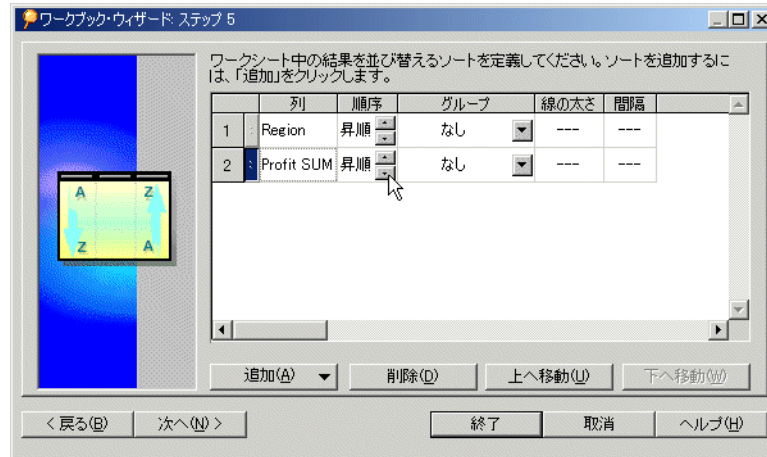 ワークブック・ウィザード: ステップ 5
ワークシート中の結果を並び替えるソートを定義してください。ソートを追加するに
は、「追加」をクリックします。
列 順序 グループ 線の太さ 間隔
1 : Region 昇順 なし --- ---
2 : Profit SUM 昇順 なし --- ---
A Z
Z A
追加(A) 削除(D) 上へ移動(U) 下へ移動(W)
< 戻る(B) 次へ(N) > 終了 取消 ヘルプ(H)